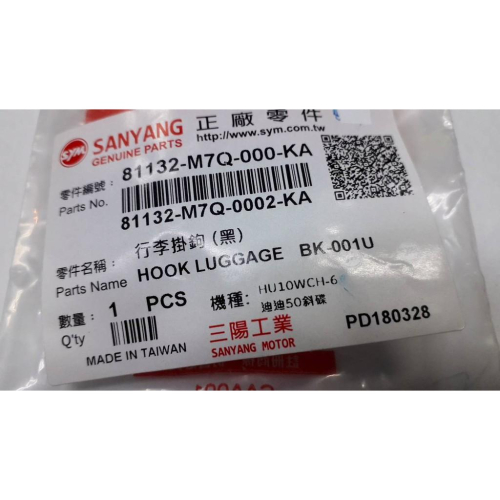 SYM SANYANG 正廠零件
GENUINE PARTS http://www.sym.com.tw
零件編號： 81132-M7Q-000-KA
Parts No.
81132-M7Q-0002-KA
零件名稱： 行李掛鉤(黑)
Parts Name HOOK LUGGAGE BK-001U
數量： 1 PCS 機種: HU10WCH-6
Q'ty 迪迪50斜碟
三陽工業 PD180328
MADE IN TAIWAN SANYANG MOTOR